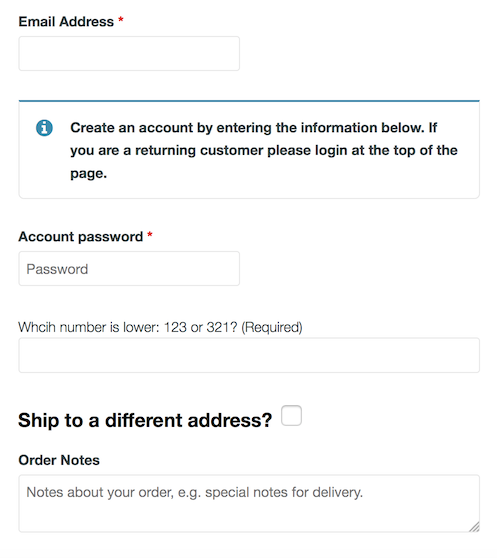 Email Address *
Create an account by entering the information below. If
you are a returning customer please login at the top of the
page.
Account password *
Password
Whcih number is lower: 123 or 321? (Required)
Ship to a different address?
Order Notes
Notes about your order, e.g. special notes for delivery.